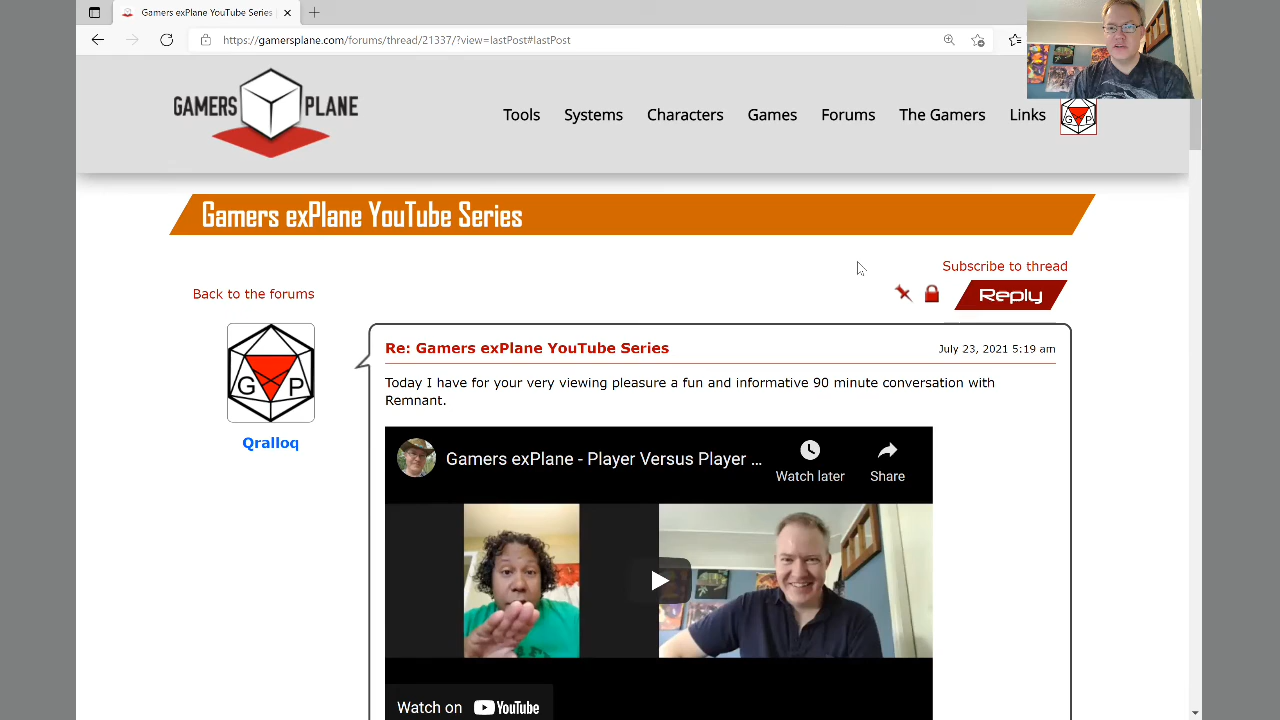 Gamers exPlane YouTube Series
https://gamersplane.com/forums/thread/21337/?view=lastPost#lastPost
GAMERS PLANE
Tools Systems Characters Games Forums The Gamers Links
G P
Gamers exPlane YouTube Series
Subscribe to thread
Back to the forums
Reply
Re: Gamers exPlane YouTube Series
July 23, 2021 5:19 am
G P
Qralloq
Today I have for your very viewing pleasure a fun and informative 90 minute conversation with
Remnant.
Gamers exPlane - Player Versus Player ...
Watch later
Share
Watch on YouTube